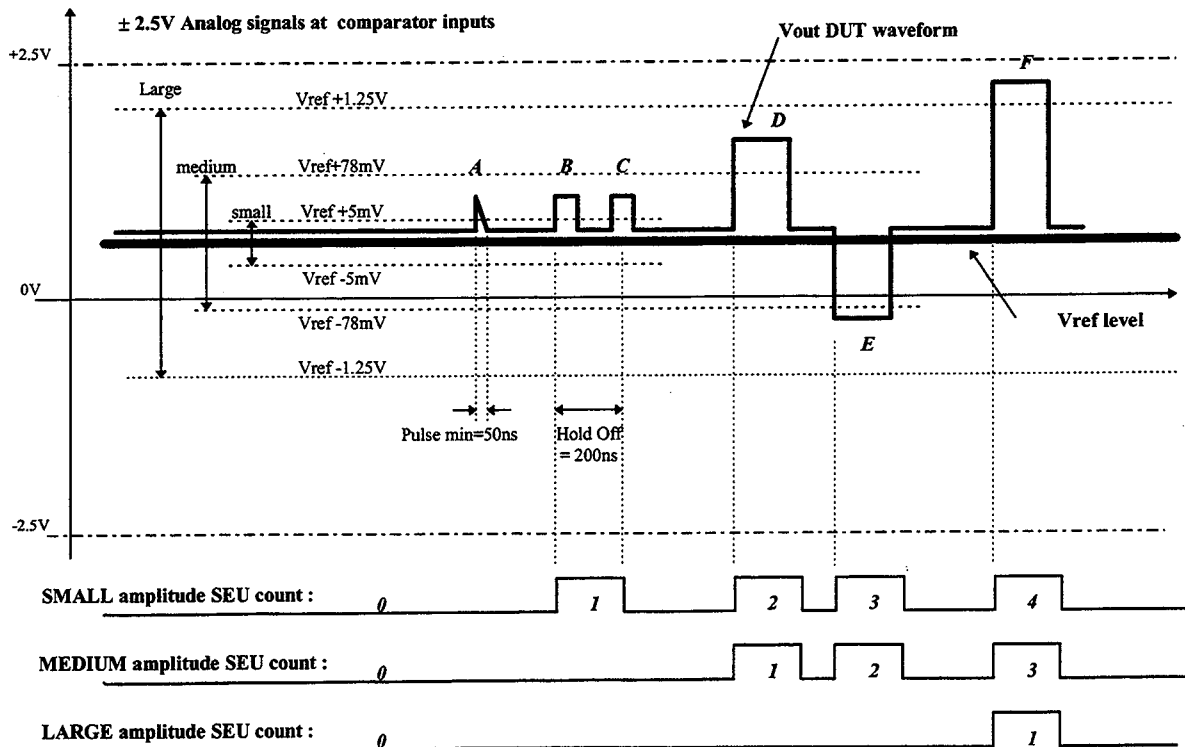 ± 2.5V Analog signals at comparator inputs
Vout DUT waveform
+2.5V
F
Large
Vref +1.25V
D
medium
Vref+78mV
A
B
C
small
Vref +5mV
Vref -5mV
0V
Vref -78mV
Vref level
E
Vref -1.25V
Pulse min=50ns
Hold Off
= 200ns
-2.5V
SMALL amplitude SEU count :
0
1
2
3
4
MEDIUM amplitude SEU count :
0
1
2
3
LARGE amplitude SEU count :
0
1